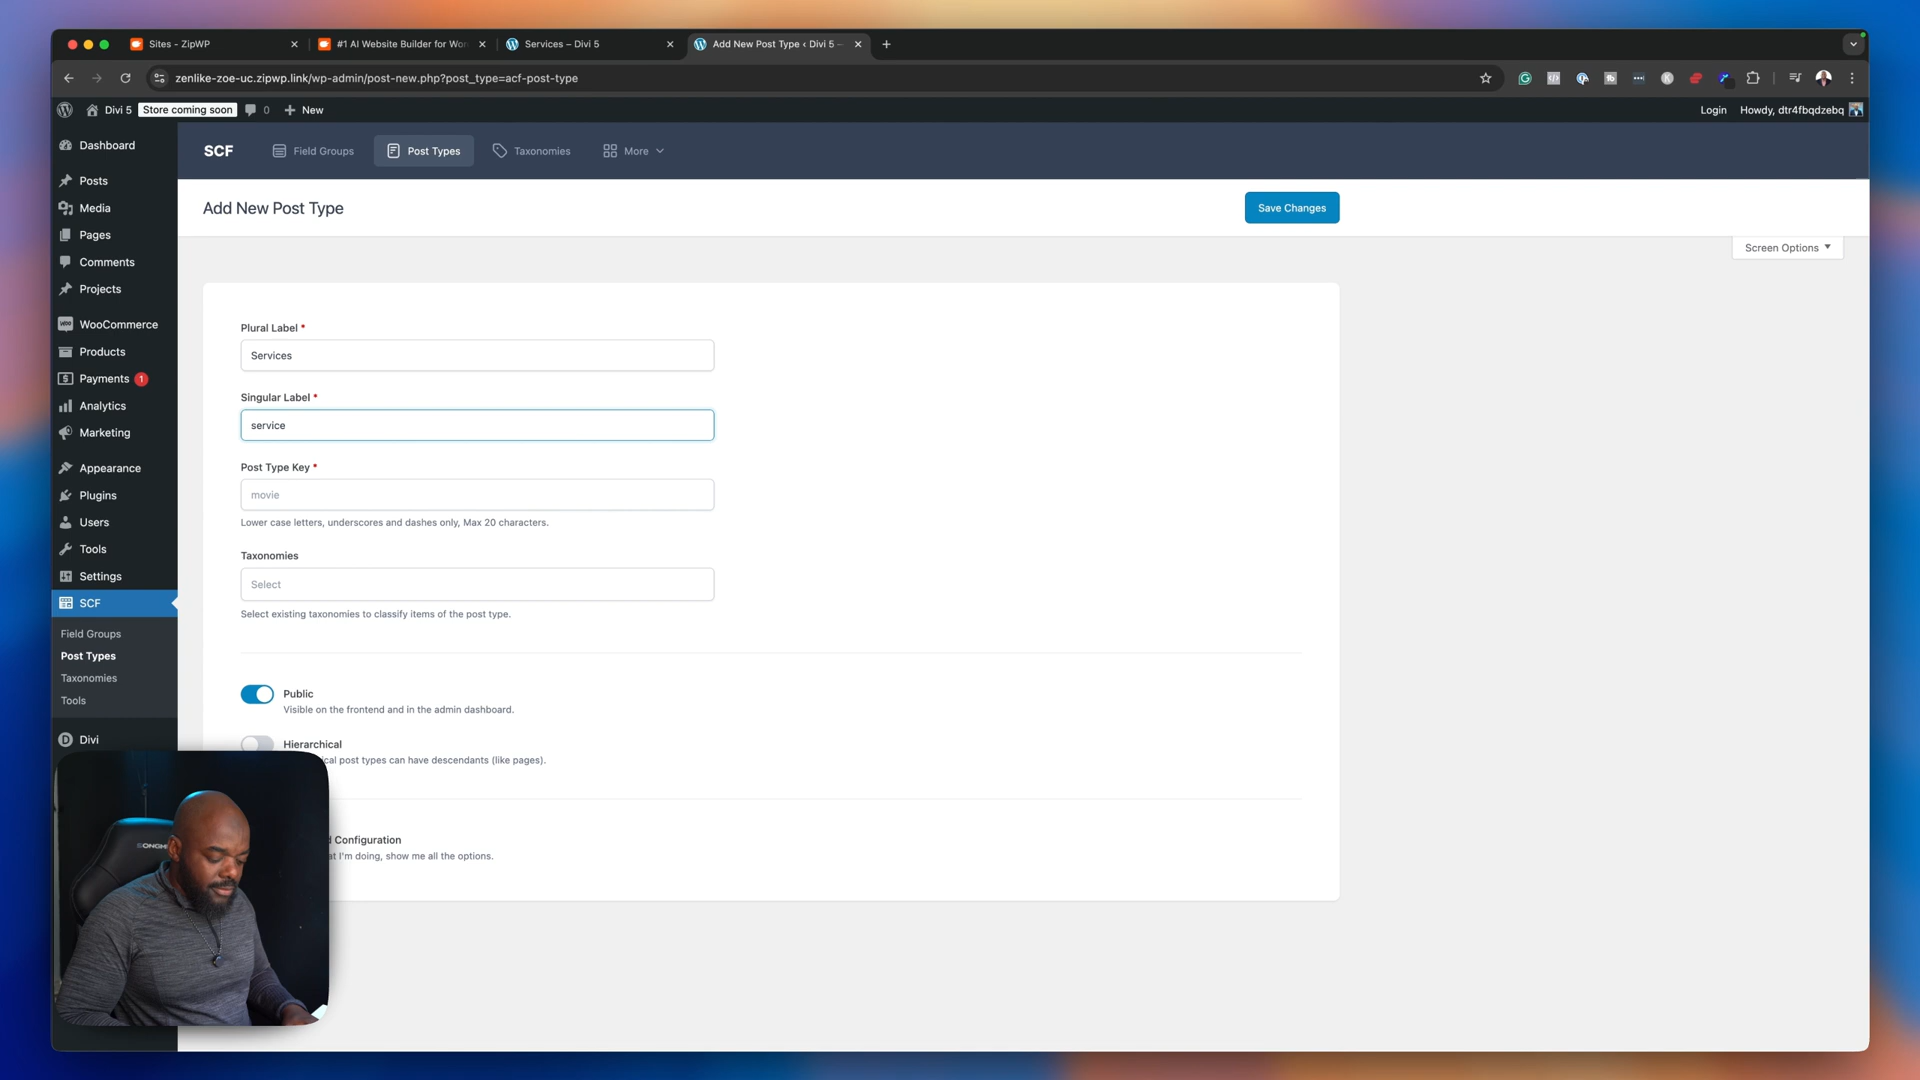 Sites - ZipWP
#1 AI Website Builder for Wor
Services – Divi 5
Add New Post Type ‹ Divi 5 –
zenlike-zoe-uc.zipwp.link/wp-admin/post-new.php?post_type=acf-post-type
Divi 5
Store coming soon
0
New
Login
Howdy, dtr4fbqdzebq
Dashboard
Posts
Media
Pages
Comments
Projects
WooCommerce
Products
Payments 1
Analytics
Marketing
Appearance
Plugins
Users
Tools
Settings
SCF
Field Groups
Post Types
Taxonomies
Tools
Divi
SCF
Field Groups
Post Types
Taxonomies
More
Add New Post Type
Save Changes
Screen Options
Plural Label *
Services
Singular Label *
service
Post Type Key *
movie
Lower case letters, underscores and dashes only, Max 20 characters.
Taxonomies
Select
Select existing taxonomies to classify items of the post type.
Public
Visible on the frontend and in the admin dashboard.
Hierarchical
ical post types can have descendants (like pages).
d Configuration
at I'm doing, show me all the options.